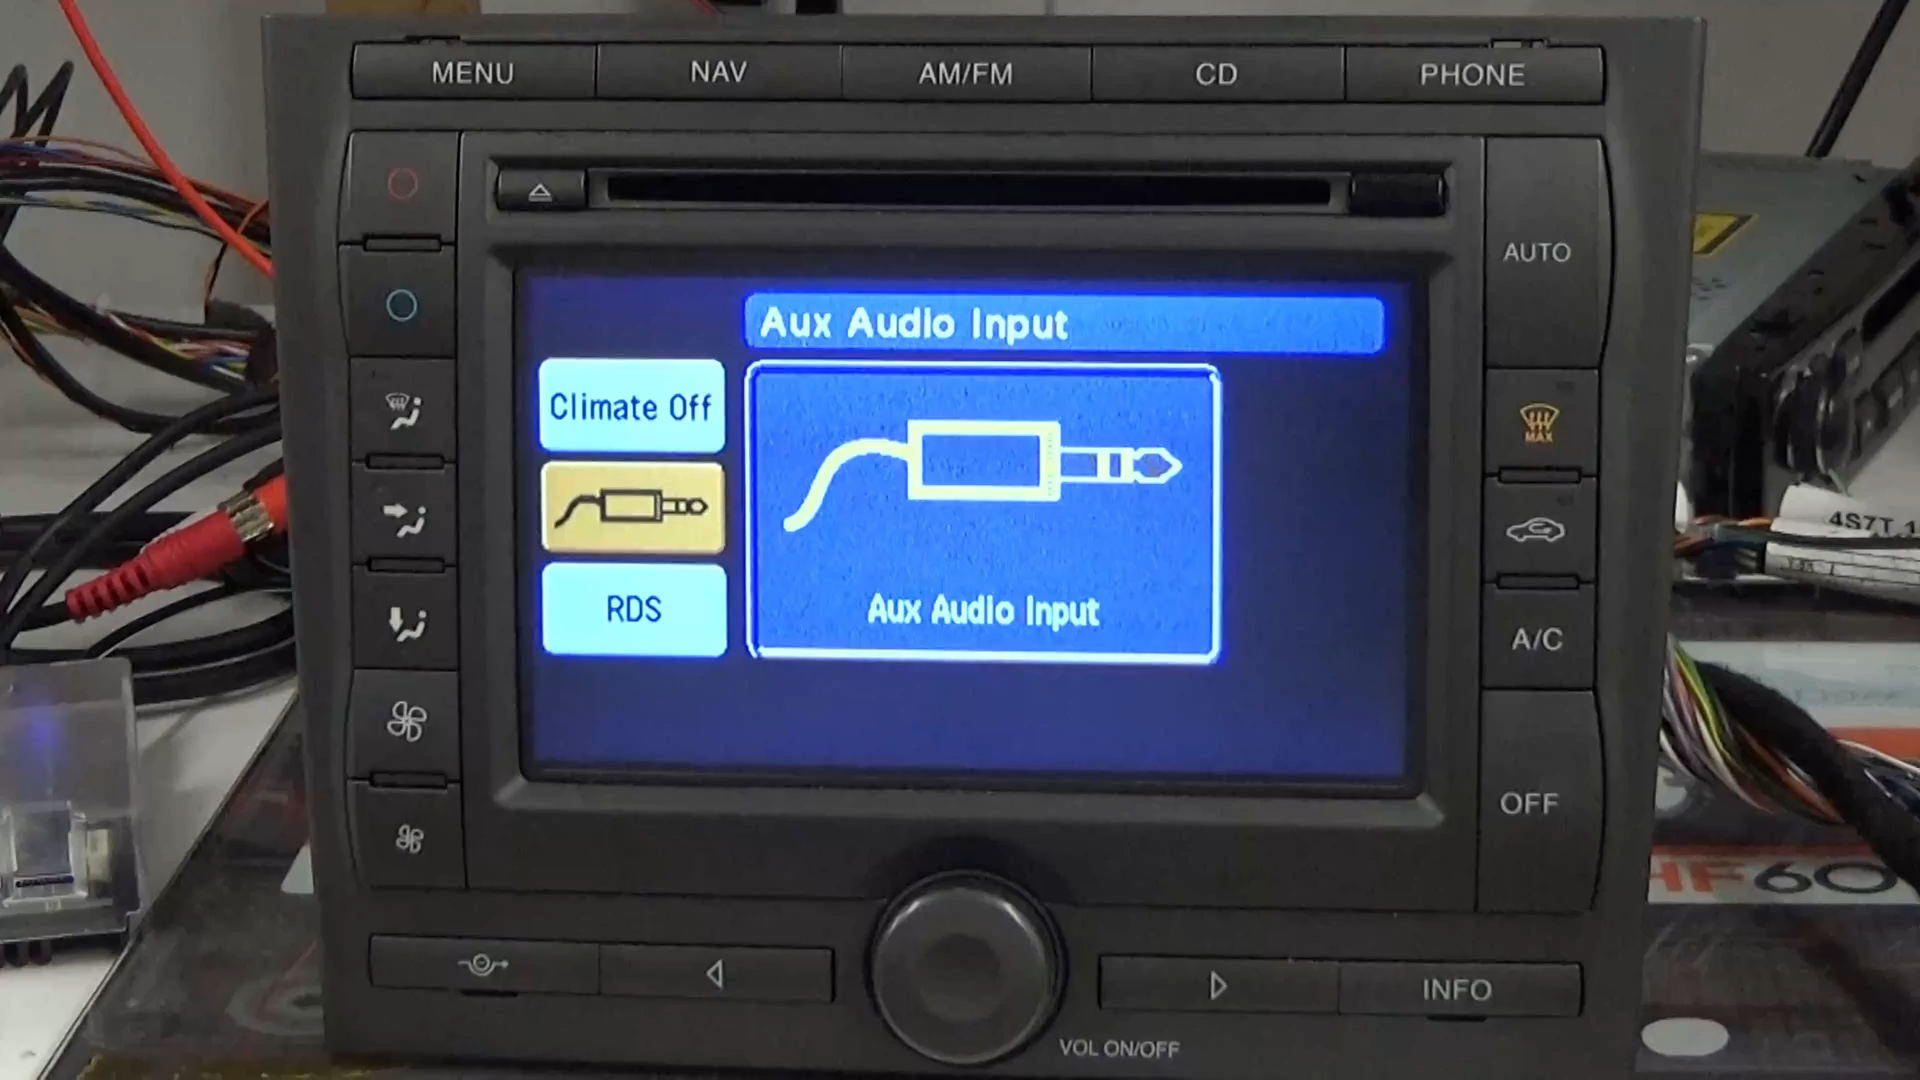 MENU NAV AM/FM CD PHONE
AUTO
Aux Audio Input
Climate Off
MAX
4S7T
RDS
Aux Audio Input
A/C
OFF
HF60
INFO
VOL ON/OFF